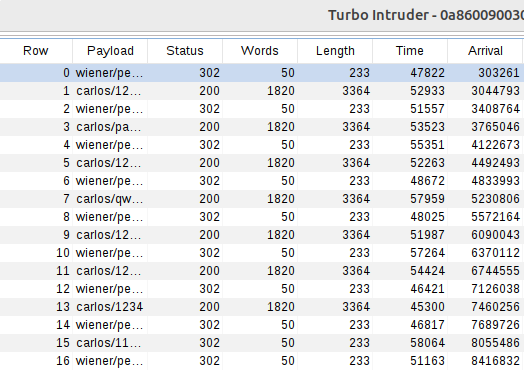 Turbo Intruder - 0a86009003
Row Payload Status Words Length Time Arrival
0 wiener/pe... 302 50 233 47822 303261
1 carlos/12... 200 1820 3364 52933 3044793
2 wiener/pe... 302 50 233 51557 3408764
3 carlos/pa... 200 1820 3364 53523 3765046
4 wiener/pe... 302 50 233 55351 4122673
5 carlos/12... 200 1820 3364 52263 4492493
6 wiener/pe... 302 50 233 48672 4833993
7 carlos/qw... 200 1820 3364 57959 5230806
8 wiener/pe... 302 50 233 48025 5572164
9 carlos/12... 200 1820 3364 51987 6090043
10 wiener/pe... 302 50 233 57264 6370112
11 carlos/12... 200 1820 3364 54424 6744555
12 wiener/pe... 302 50 233 46421 7126038
13 carlos/1234 200 1820 3364 45300 7460256
14 wiener/pe... 302 50 233 46817 7689726
15 carlos/11... 200 1820 3364 58064 8055486
16 wiener/pe... 302 50 233 51163 8416832